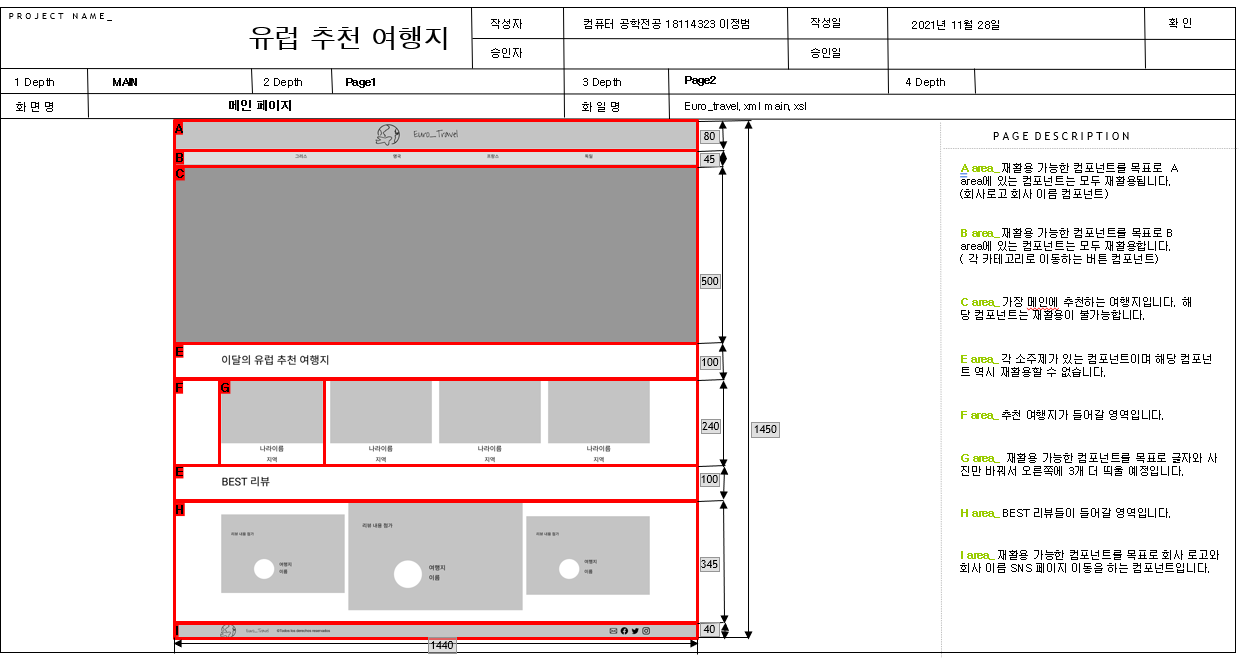 PROJECT NAME_
유럽 추천 여행지
작성자
컴퓨터 공학전공 18114323 이정범
작성일
2021년 11월 28일
확 인
승인자
승인일
1 Depth
MAIN
2 Depth
Page1
3 Depth
Page2
4 Depth
화 면 명
메인 페이지
화 일 명
Euro_travel, xml main, xsl
A
Euro_Travel
80
B
그리스
영국
프랑스
독일
45
C
500
E
이달의 유럽 추천 여행지
100
F
G
나라이름
지역
나라이름
지역
나라이름
지역
나라이름
지역
240
1450
E
BEST 리뷰
100
H
리뷰 내용 평가
여행지
이름
리뷰 내용 평가
여행지
이름
리뷰 내용 평가
여행지
이름
345
I
Euro_Travel
©Todos los derechos reservados
40
1440
PAGE DESCRIPTION
A area_ 재활용 가능한 컴포넌트를 목표로 A
area에 있는 컴포넌트는 모두 재활용됩니다.
(회사로고 회사 이름 컴포넌트)
B area_ 재활용 가능한 컴포넌트를 목표로 B
area에 있는 컴포넌트는 모두 재활용합니다.
( 각 카테고리로 이동하는 버튼 컴포넌트)
C area_ 가장 메인에 추천하는 여행지입니다. 해
당 컴포넌트는 재활용이 불가능합니다.
E area_ 각 소주제가 있는 컴포넌트이며 해당 컴포넌
트 역시 재활용할 수 없습니다.
F area_ 추천 여행지가 들어갈 영역입니다.
G area_ 재활용 가능한 컴포넌트를 목표로 글자와 사
진만 바꿔서 오른쪽에 3개 더 띄울 예정입니다.
H area_ BEST 리뷰들이 들어갈 영역입니다.
I area_ 재활용 가능한 컴포넌트를 목표로 회사 로고와
회사 이름 SNS 페이지 이동을 하는 컴포넌트입니다.